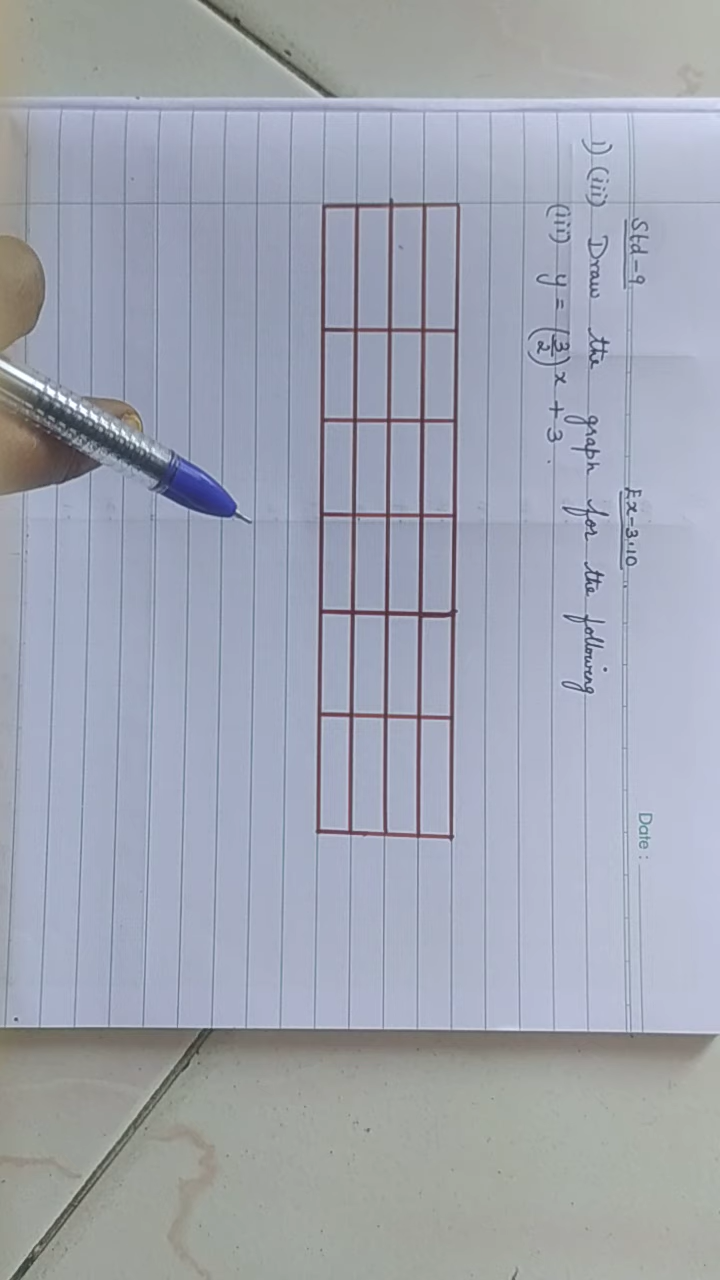 Std-9 Ex-3.10 Date :
1) (iii) Draw the graph for the following
(iii) y = (3/2)x + 3.